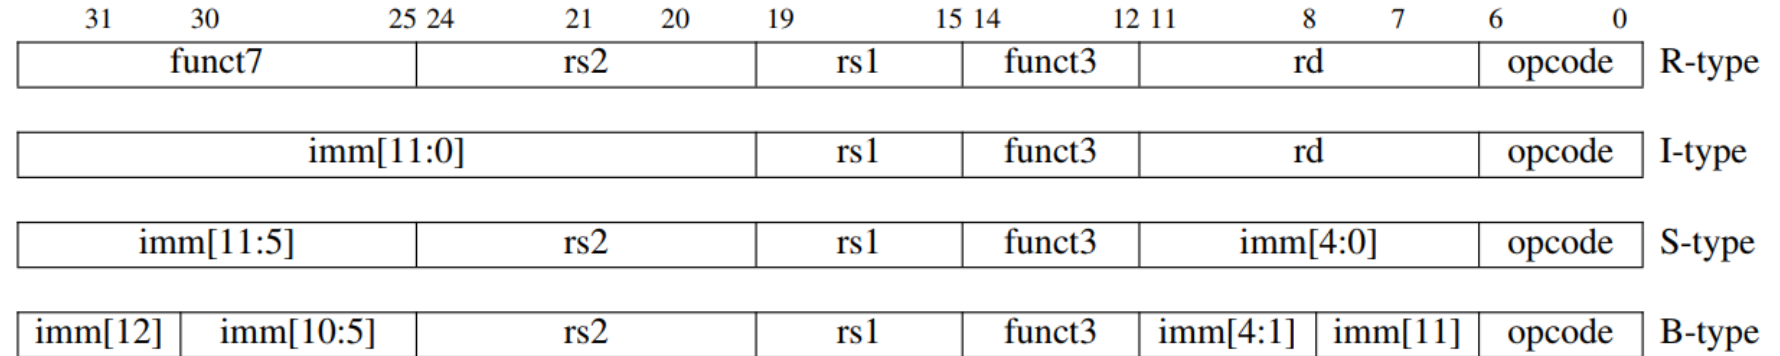 31 30 25 24 21 20 19 15 14 12 11 8 7 6 0
funct7 rs2 rs1 funct3 rd opcode R-type
imm[11:0] rs1 funct3 rd opcode I-type
imm[11:5] rs2 rs1 funct3 imm[4:0] opcode S-type
imm[12] imm[10:5] rs2 rs1 funct3 imm[4:1] imm[11] opcode B-type